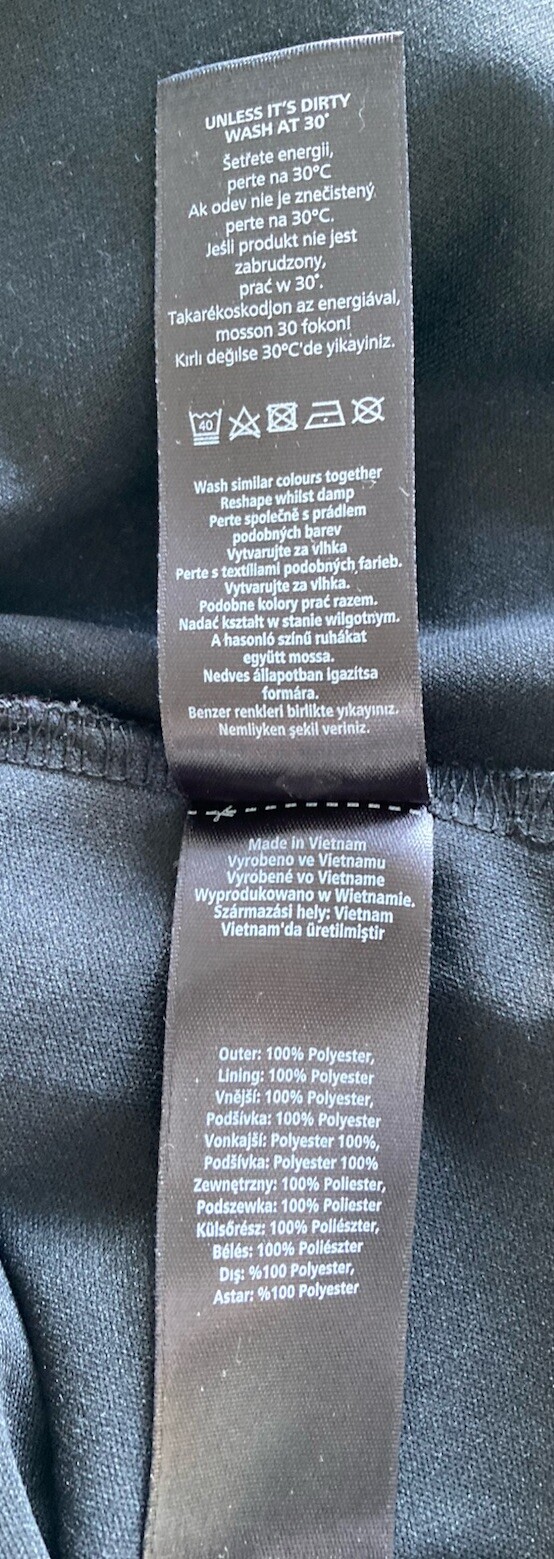 UNLESS IT'S DIRTY
WASH AT 30°
Šetřete energii,
perte na 30°C
Ak odev nie je znečistený
perte na 30°C.
Jeśli produkt nie jest
zabrudzony,
prać w 30°.
Takarékoskodjon az energiával,
mosson 30 fokon!
Kırlı değilse 30°C'de yikayiniz.
40
Wash similar colours together
Reshape whilst damp
Perte společně s prádlem
podobných barev
Vytvarujte za vlhka
Perte s textíliami podobných farieb.
Vytvarujte za vlhka.
Podobne kolory prać razem.
Nadać kształt w stanie wilgotnym.
A hasonló színű ruhákat
együtt mossa.
Nedves állapotban igazítsa
formára.
Benzer renkleri birlikte yıkayınız.
Nemliyken şekil veriniz.
Made in Vietnam
Vyrobeno ve Vietnamu
Vyrobené vo Vietname
Wyprodukowano w Wietnamie.
Származási hely: Vietnam
Vietnam'da üretilmiştir
Outer: 100% Polyester,
Lining: 100% Polyester
Vnější: 100% Polyester,
Podšívka: 100% Polyester
Vonkajší: Polyester 100%,
Podšívka: Polyester 100%
Zewnętrzny: 100% Poliester,
Podszewka: 100% Poliester
Külsőrész: 100% Poliészter,
Bélés: 100% Poliészter
Dış: %100 Polyester,
Astar: %100 Polyester